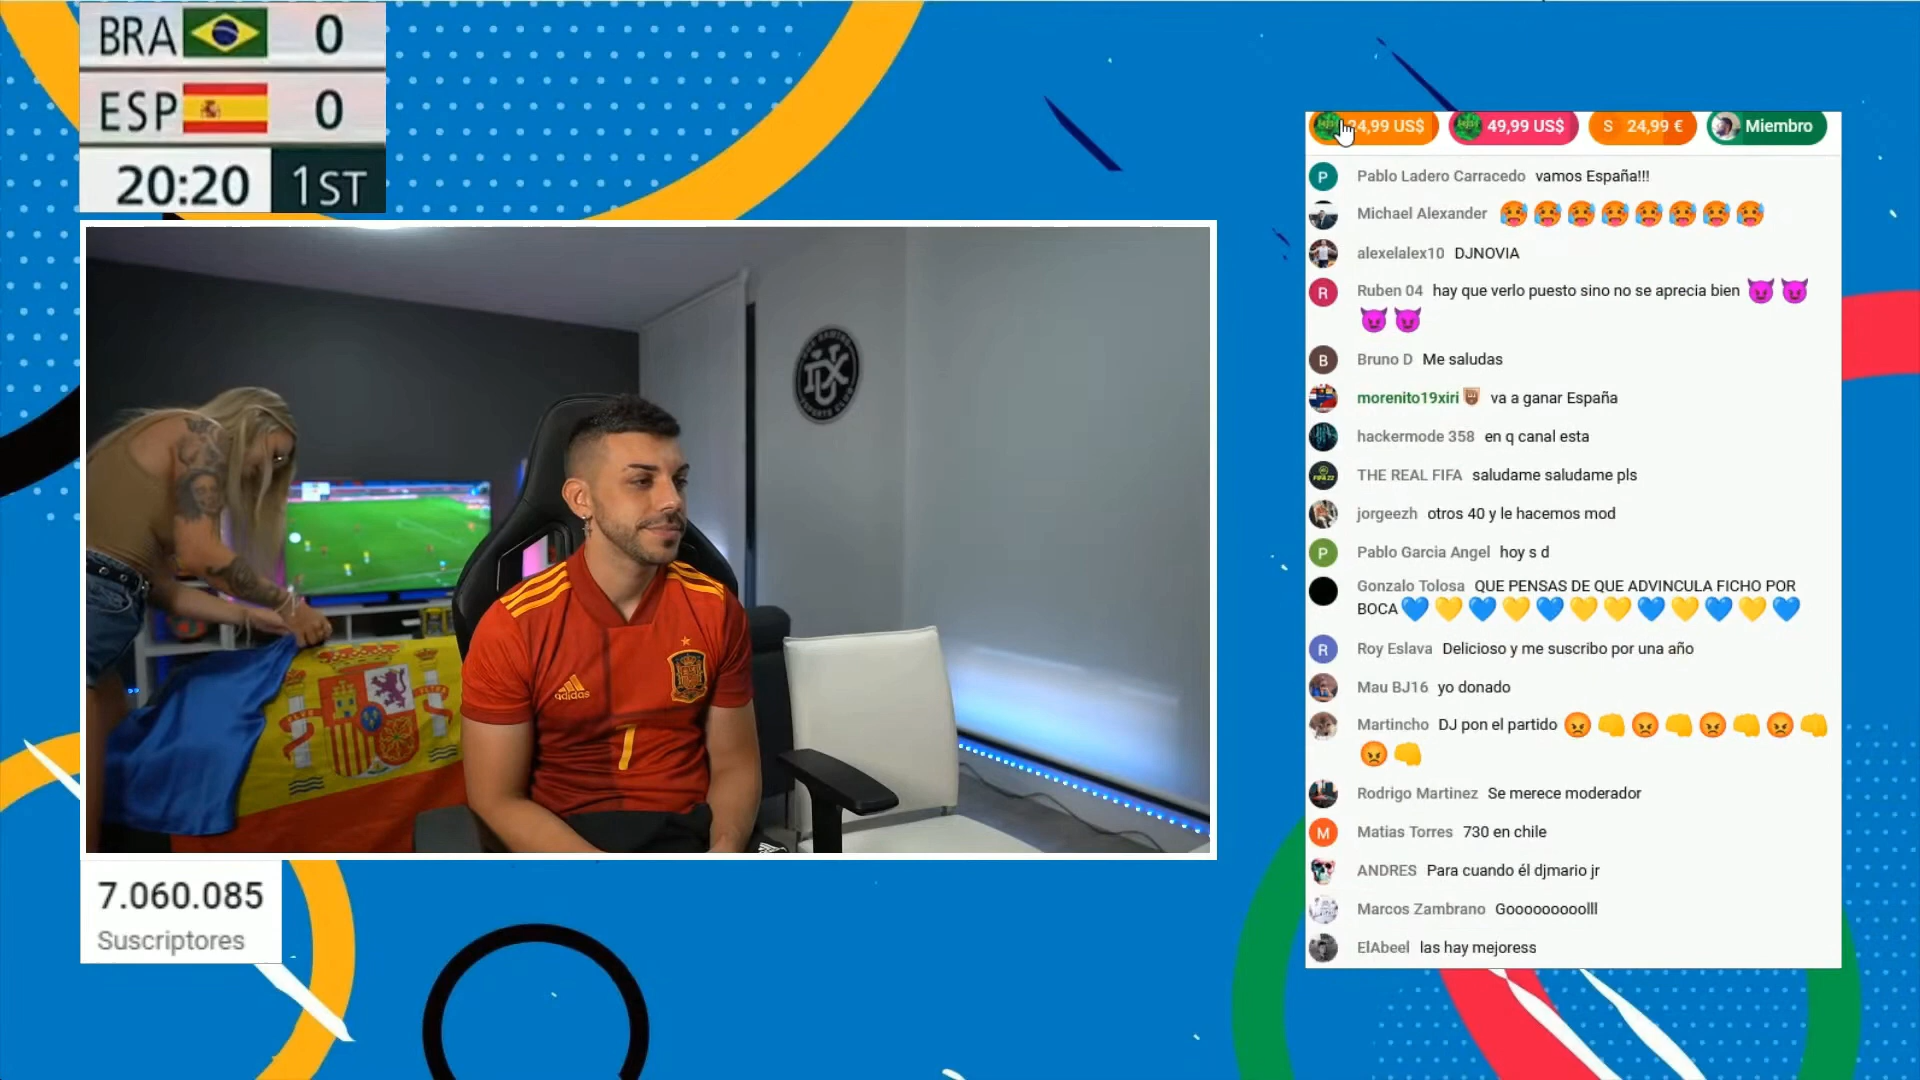 BRA 0
ESP 0
20:20 1ST
24,99 US$ 49,99 US$ S 24,99 € Miembro
P Pablo Ladero Carracedo vamos España!!!
Michael Alexander 🥵🥵🥵🥵🥵🥵🥵🥵
alexelalex10 DJNOVIA
R Ruben 04 hay que verlo puesto sino no se aprecia bien 😈 😈
😈 😈
B Bruno D Me saludas
morenito19xiri va a ganar España
hackermode 358 en q canal esta
THE REAL FIFA saludame saludame pls
jorgeezh otros 40 y le hacemos mod
P Pablo Garcia Angel hoy s d
Gonzalo Tolosa QUE PENSAS DE QUE ADVINCULA FICHO POR
BOCA 💙💛💙💛💙💛💛💙💛💙💛💙
R Roy Eslava Delicioso y me suscribo por una año
Mau BJ16 yo donado
Martincho DJ pon el partido 😡👊😡👊😡👊😡👊
😡👊
Rodrigo Martinez Se merece moderador
M Matias Torres 730 en chile
ANDRES Para cuando él djmario jr
Marcos Zambrano Gooooooooolll
ElAbeel las hay mejoress
DUX
adidas
7
7.060.085
Suscriptores